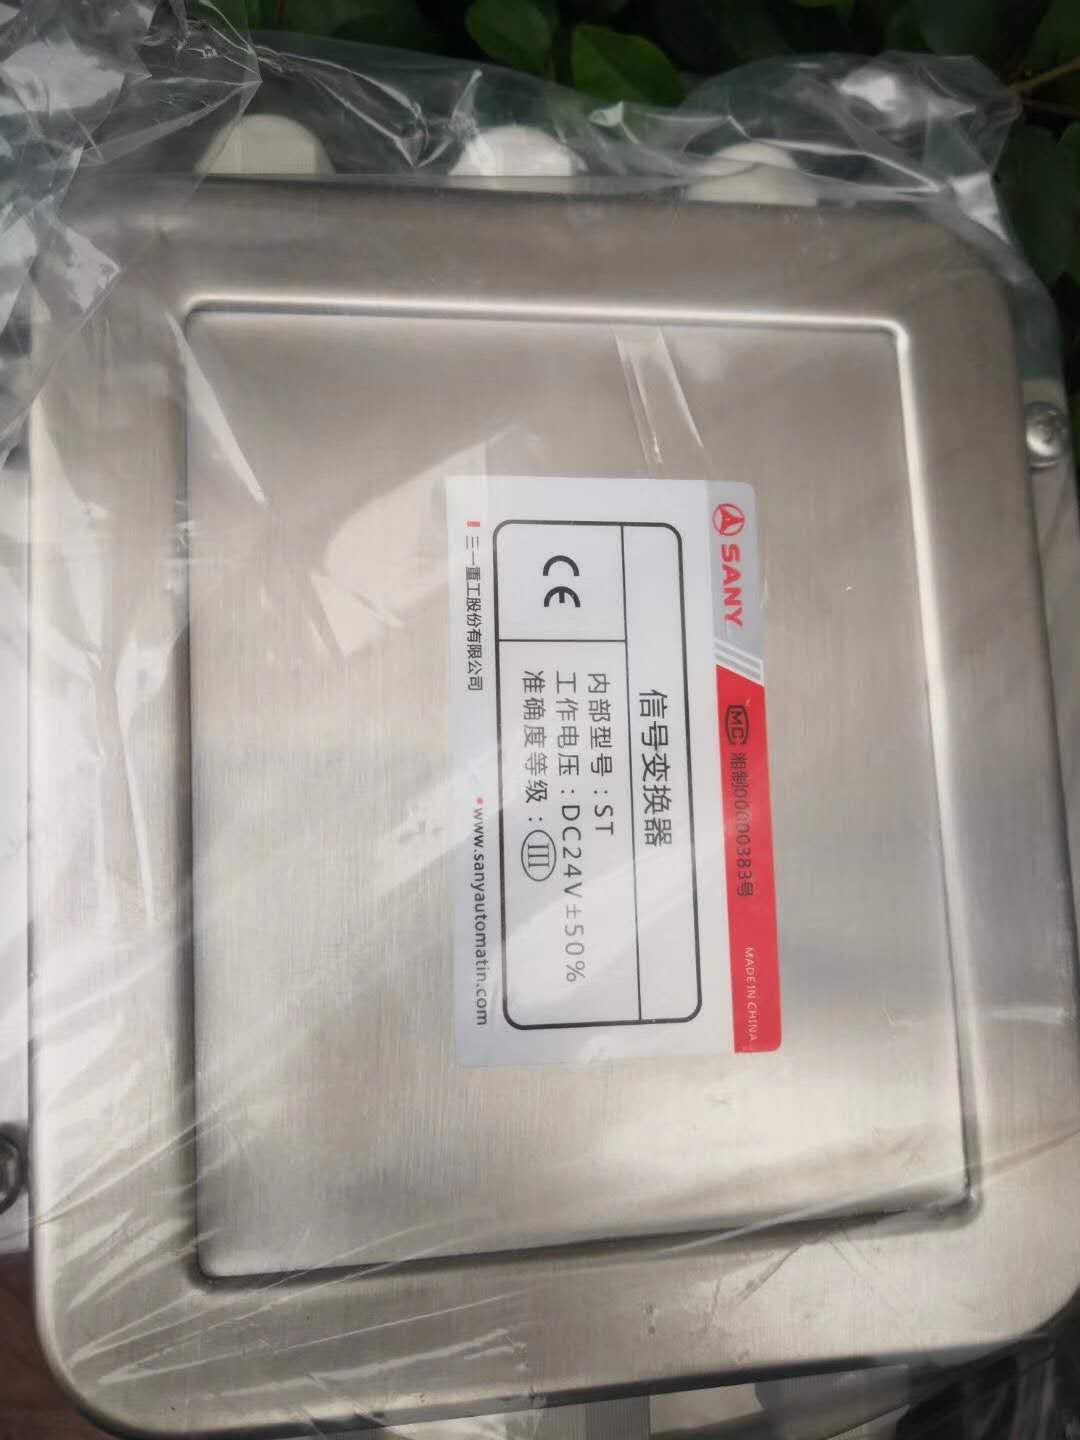 SANY
MC 湘制00000383号
MADE IN CHINA
信号变换器
CE
内部型号：ST
工作电压：DC24V±50%
准确度等级：Ⅲ
三一重工股份有限公司
www.sanyautomatin.com